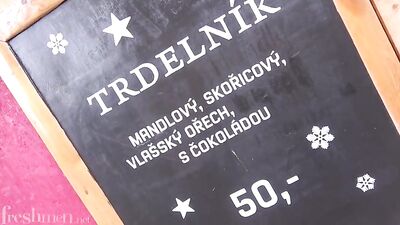 TRDELNÍK
MANDLOVÝ, SKOŘICOVÝ,
VLAŠSKÝ OŘECH,
S ČOKOLÁDOU
50,-
freshmen.net